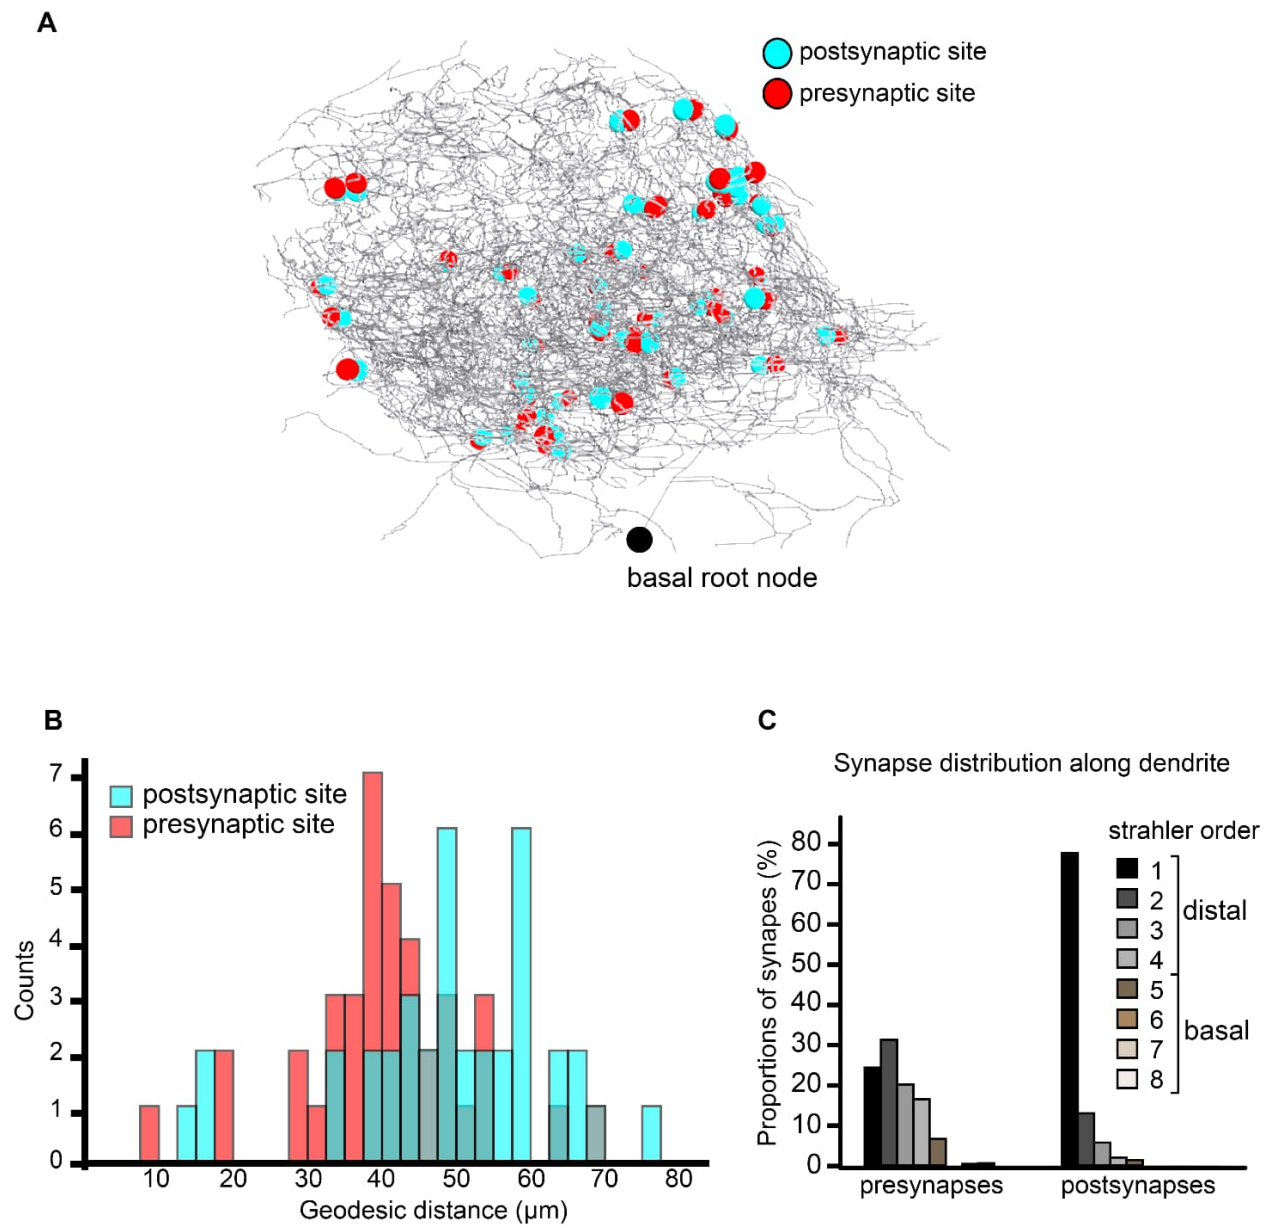 A
postsynaptic site
presynaptic site
basal root node
B
7
6
5
4
3
2
1
0
Counts
postsynaptic site
presynaptic site
10 20 30 40 50 60 70 80
Geodesic distance (µm)
C
Synapse distribution along dendrite
Proportions of synapes (%)
80
70
60
50
40
30
20
10
0
strahler order
1
2
3
4
5
6
7
8
distal
basal
presynapses postsynapses